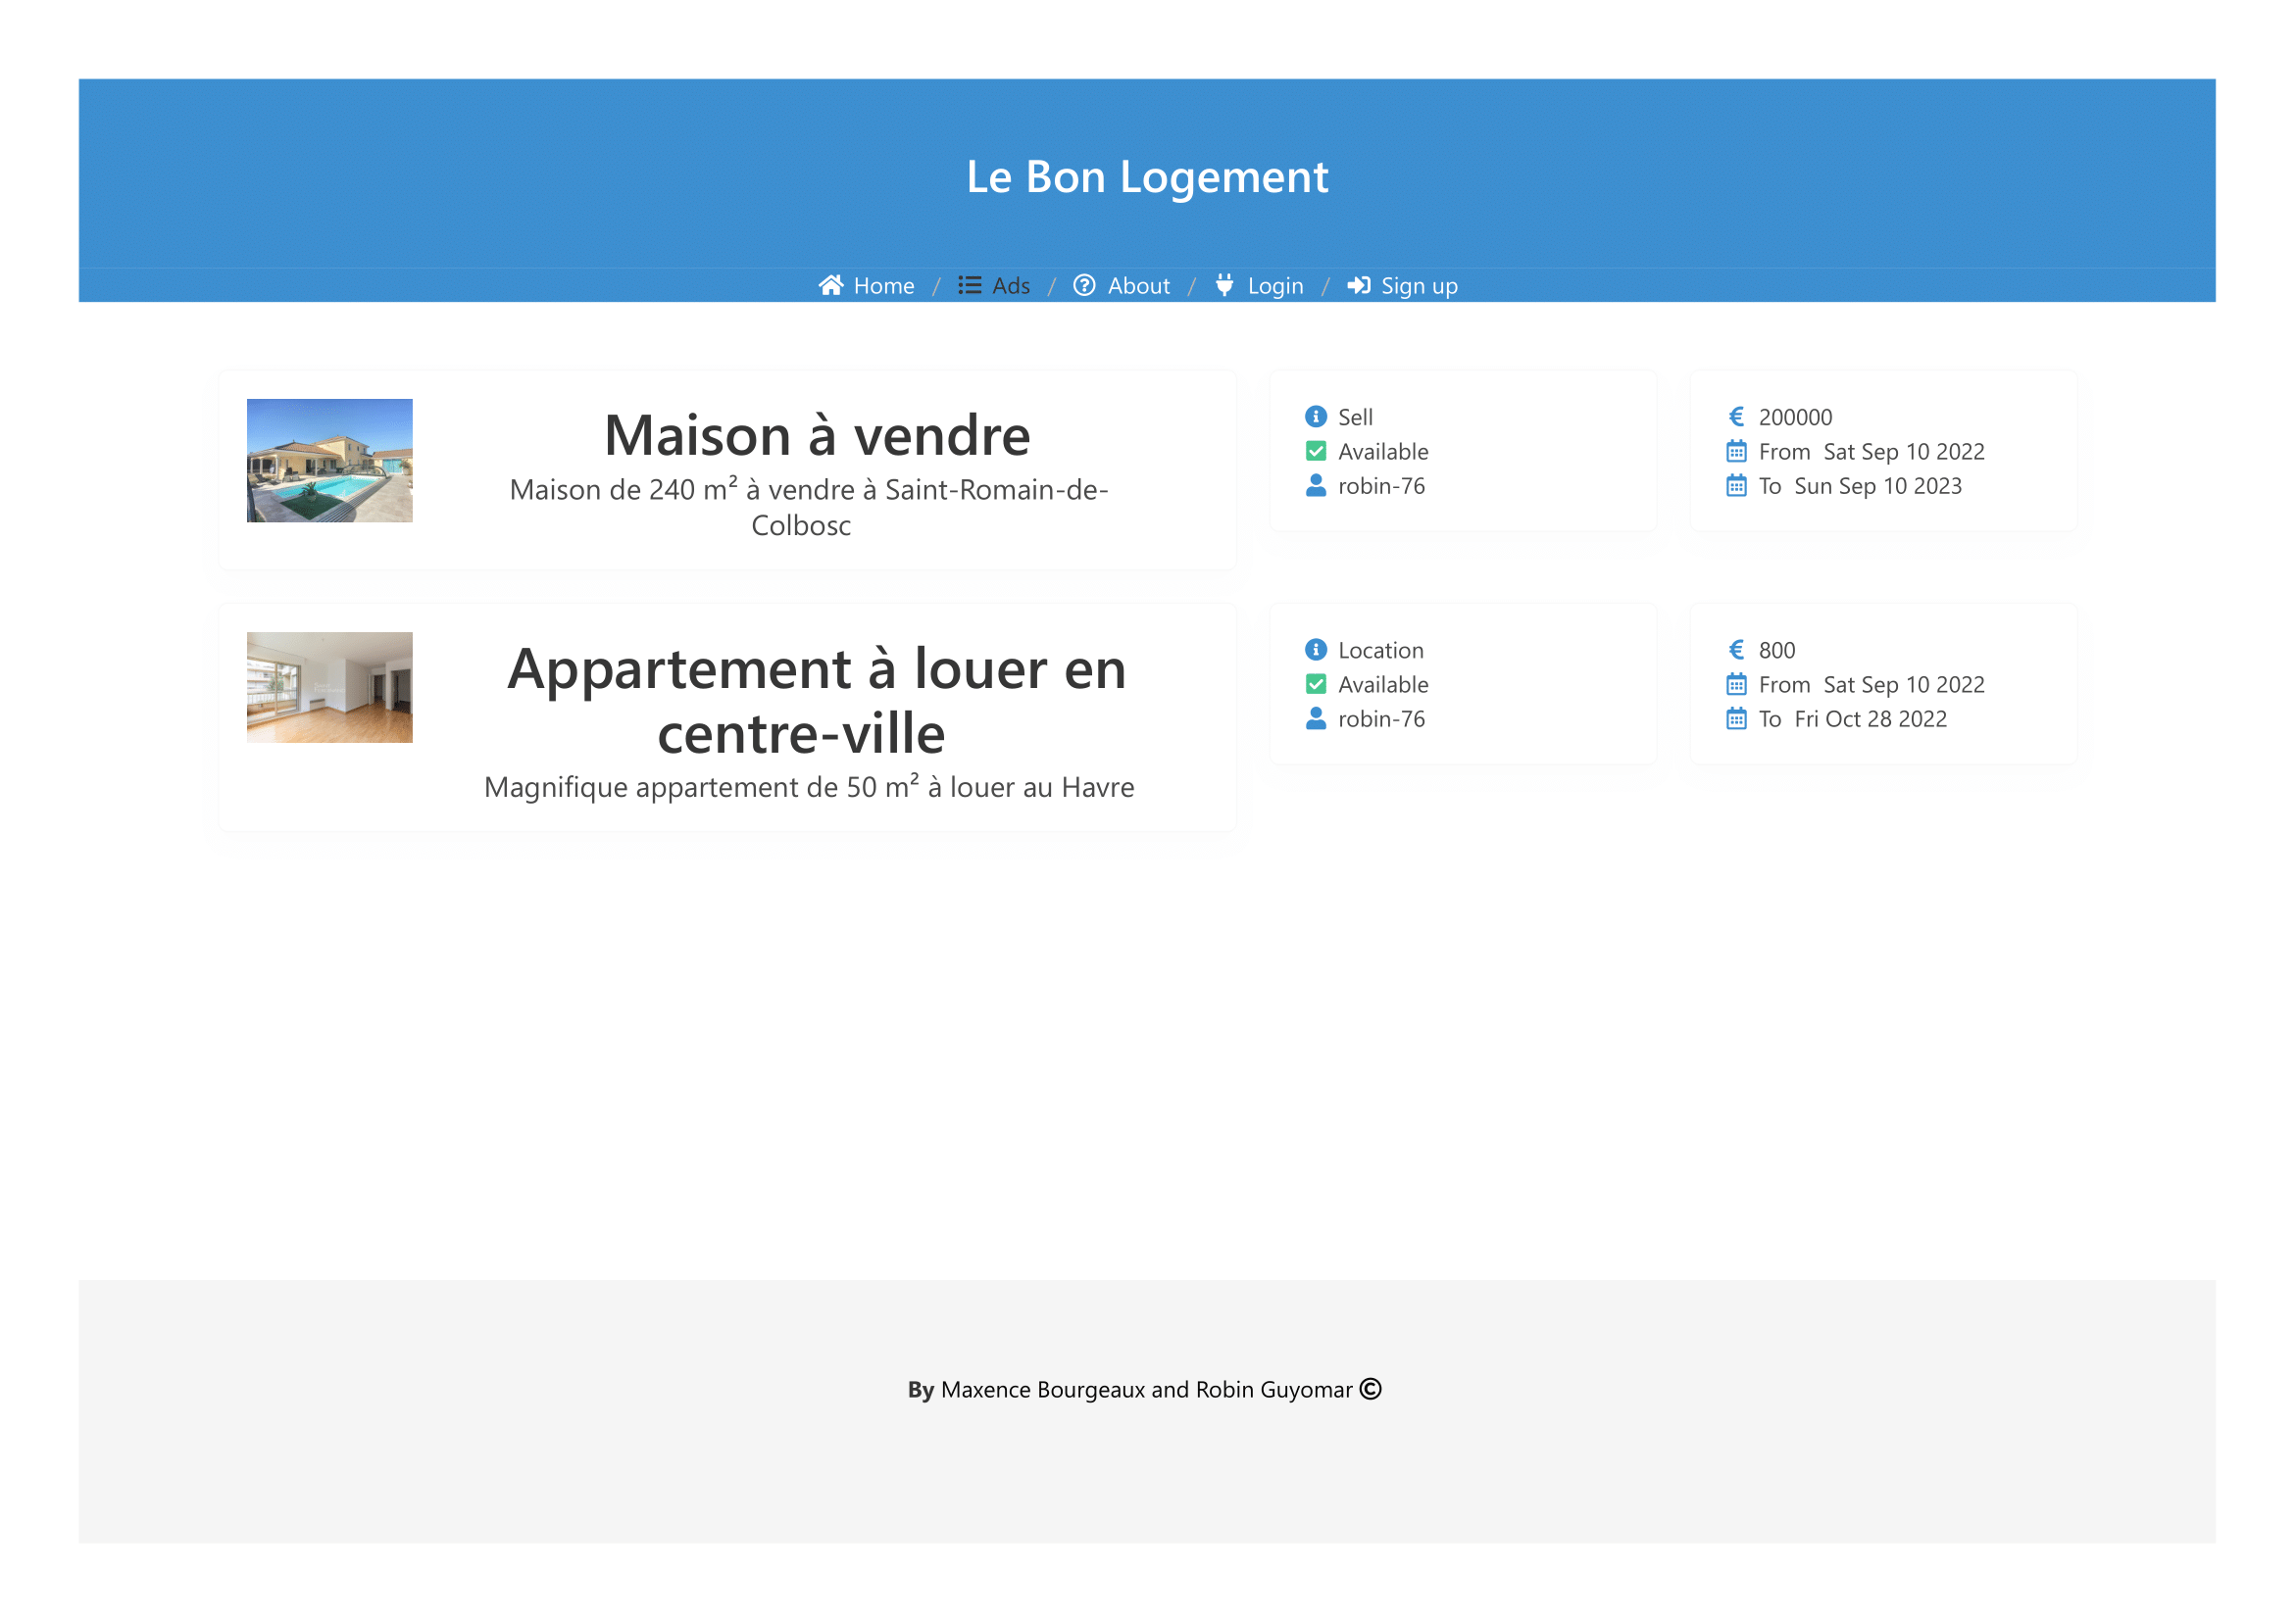 Le Bon Logement
Home / Ads / About / Login / Sign up
Maison à vendre
Maison de 240 m² à vendre à Saint-Romain-de-
Colbosc
Sell
Available
robin-76
200000
From Sat Sep 10 2022
To Sun Sep 10 2023
Appartement à louer en
centre-ville
Magnifique appartement de 50 m² à louer au Havre
Location
Available
robin-76
€ 800
From Sat Sep 10 2022
To Fri Oct 28 2022
By Maxence Bourgeaux and Robin Guyomar ©